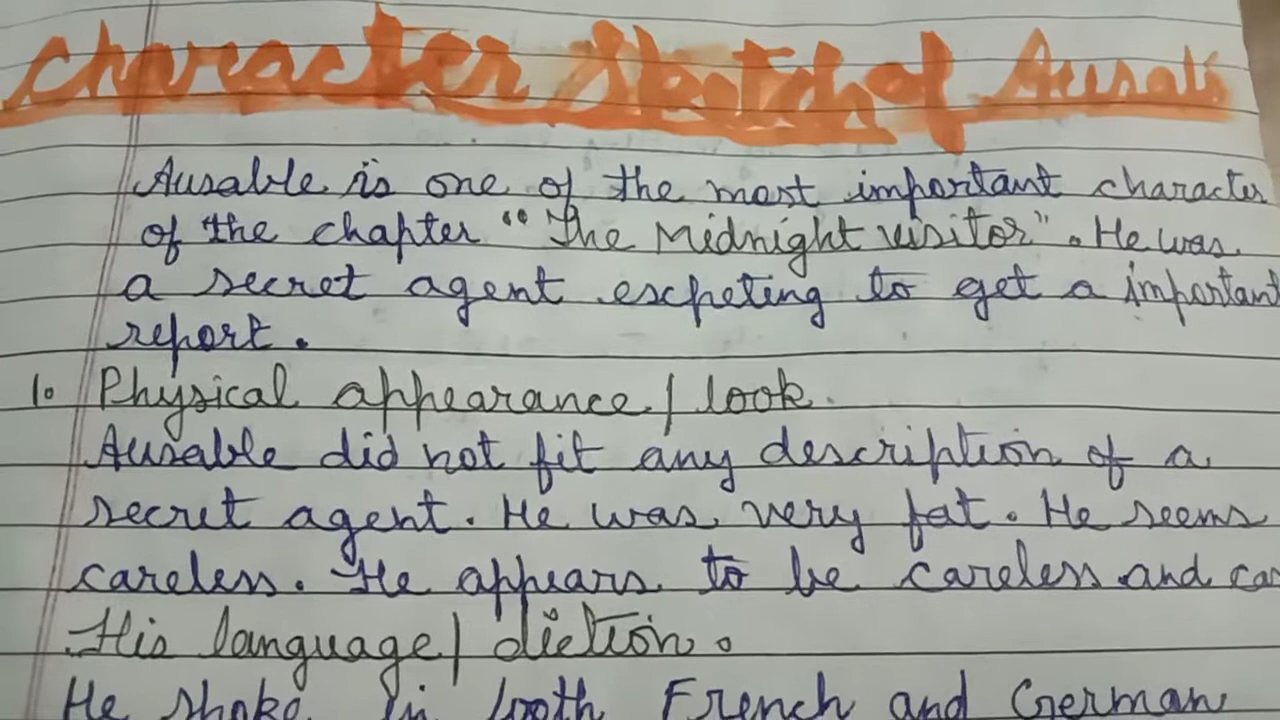 Character Sketch of Ausabl
Ausable is one of the most important character
of the chapter "The Midnight visitor". He was
a secret agent escpeting to get a important
report.
1. Physical appearance / look.
Ausable did not fit any description of a
secret agent. He was very fat. He seems
careless. He appears to be careless and ca
His language / diction.
He spoke in both French and German